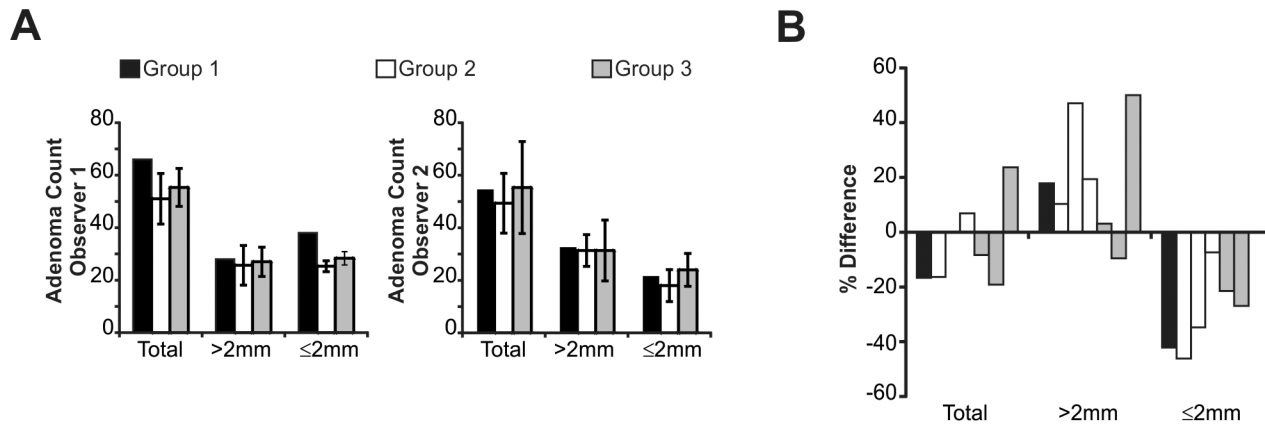 A
B
Group 1
Group 2
Group 3
Adenoma Count
Observer 1
80
60
40
20
0
Total
>2mm
≤2mm
Adenoma Count
Observer 2
80
60
40
20
0
Total
>2mm
≤2mm
% Difference
60
40
20
0
-20
-40
-60
Total
>2mm
≤2mm